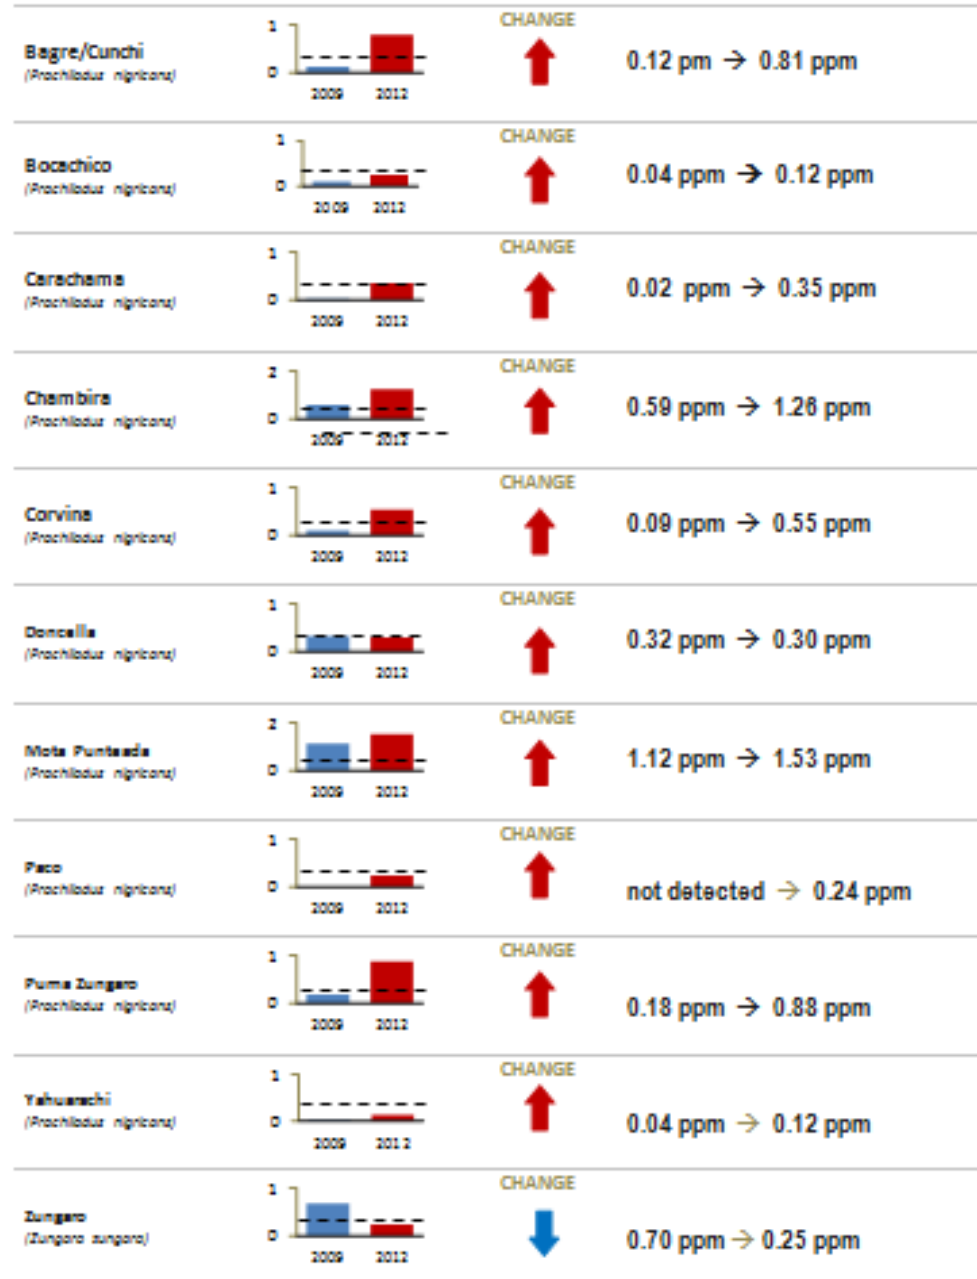 CHANGE
1
Bagre/Cunchi
(Prochilodus nigricans)
0
0.12 pm → 0.81 ppm
2009 2012
CHANGE
1
Bocachico
(Prochilodus nigricans)
0
0.04 ppm → 0.12 ppm
2009 2012
CHANGE
1
Carachama
(Prochilodus nigricans)
0
0.02 ppm → 0.35 ppm
2009 2012
CHANGE
2
Chambira
(Prochilodus nigricans)
0
0.59 ppm → 1.26 ppm
2009 2012
CHANGE
1
Corvina
(Prochilodus nigricans)
0
0.09 ppm → 0.55 ppm
2009 2012
CHANGE
1
Doncella
(Prochilodus nigricans)
0
0.32 ppm → 0.30 ppm
2009 2012
CHANGE
2
Mota Punteada
(Prochilodus nigricans)
0
1.12 ppm → 1.53 ppm
2009 2012
CHANGE
1
Paco
(Prochilodus nigricans)
0
not detected → 0.24 ppm
2009 2012
CHANGE
1
Puma Zungaro
(Prochilodus nigricans)
0
0.18 ppm → 0.88 ppm
2009 2012
CHANGE
1
Yahuarachi
(Prochilodus nigricans)
0
0.04 ppm → 0.12 ppm
2009 2012
CHANGE
1
Zungaro
(Zungaro zungaro)
0
0.70 ppm → 0.25 ppm
2009 2012